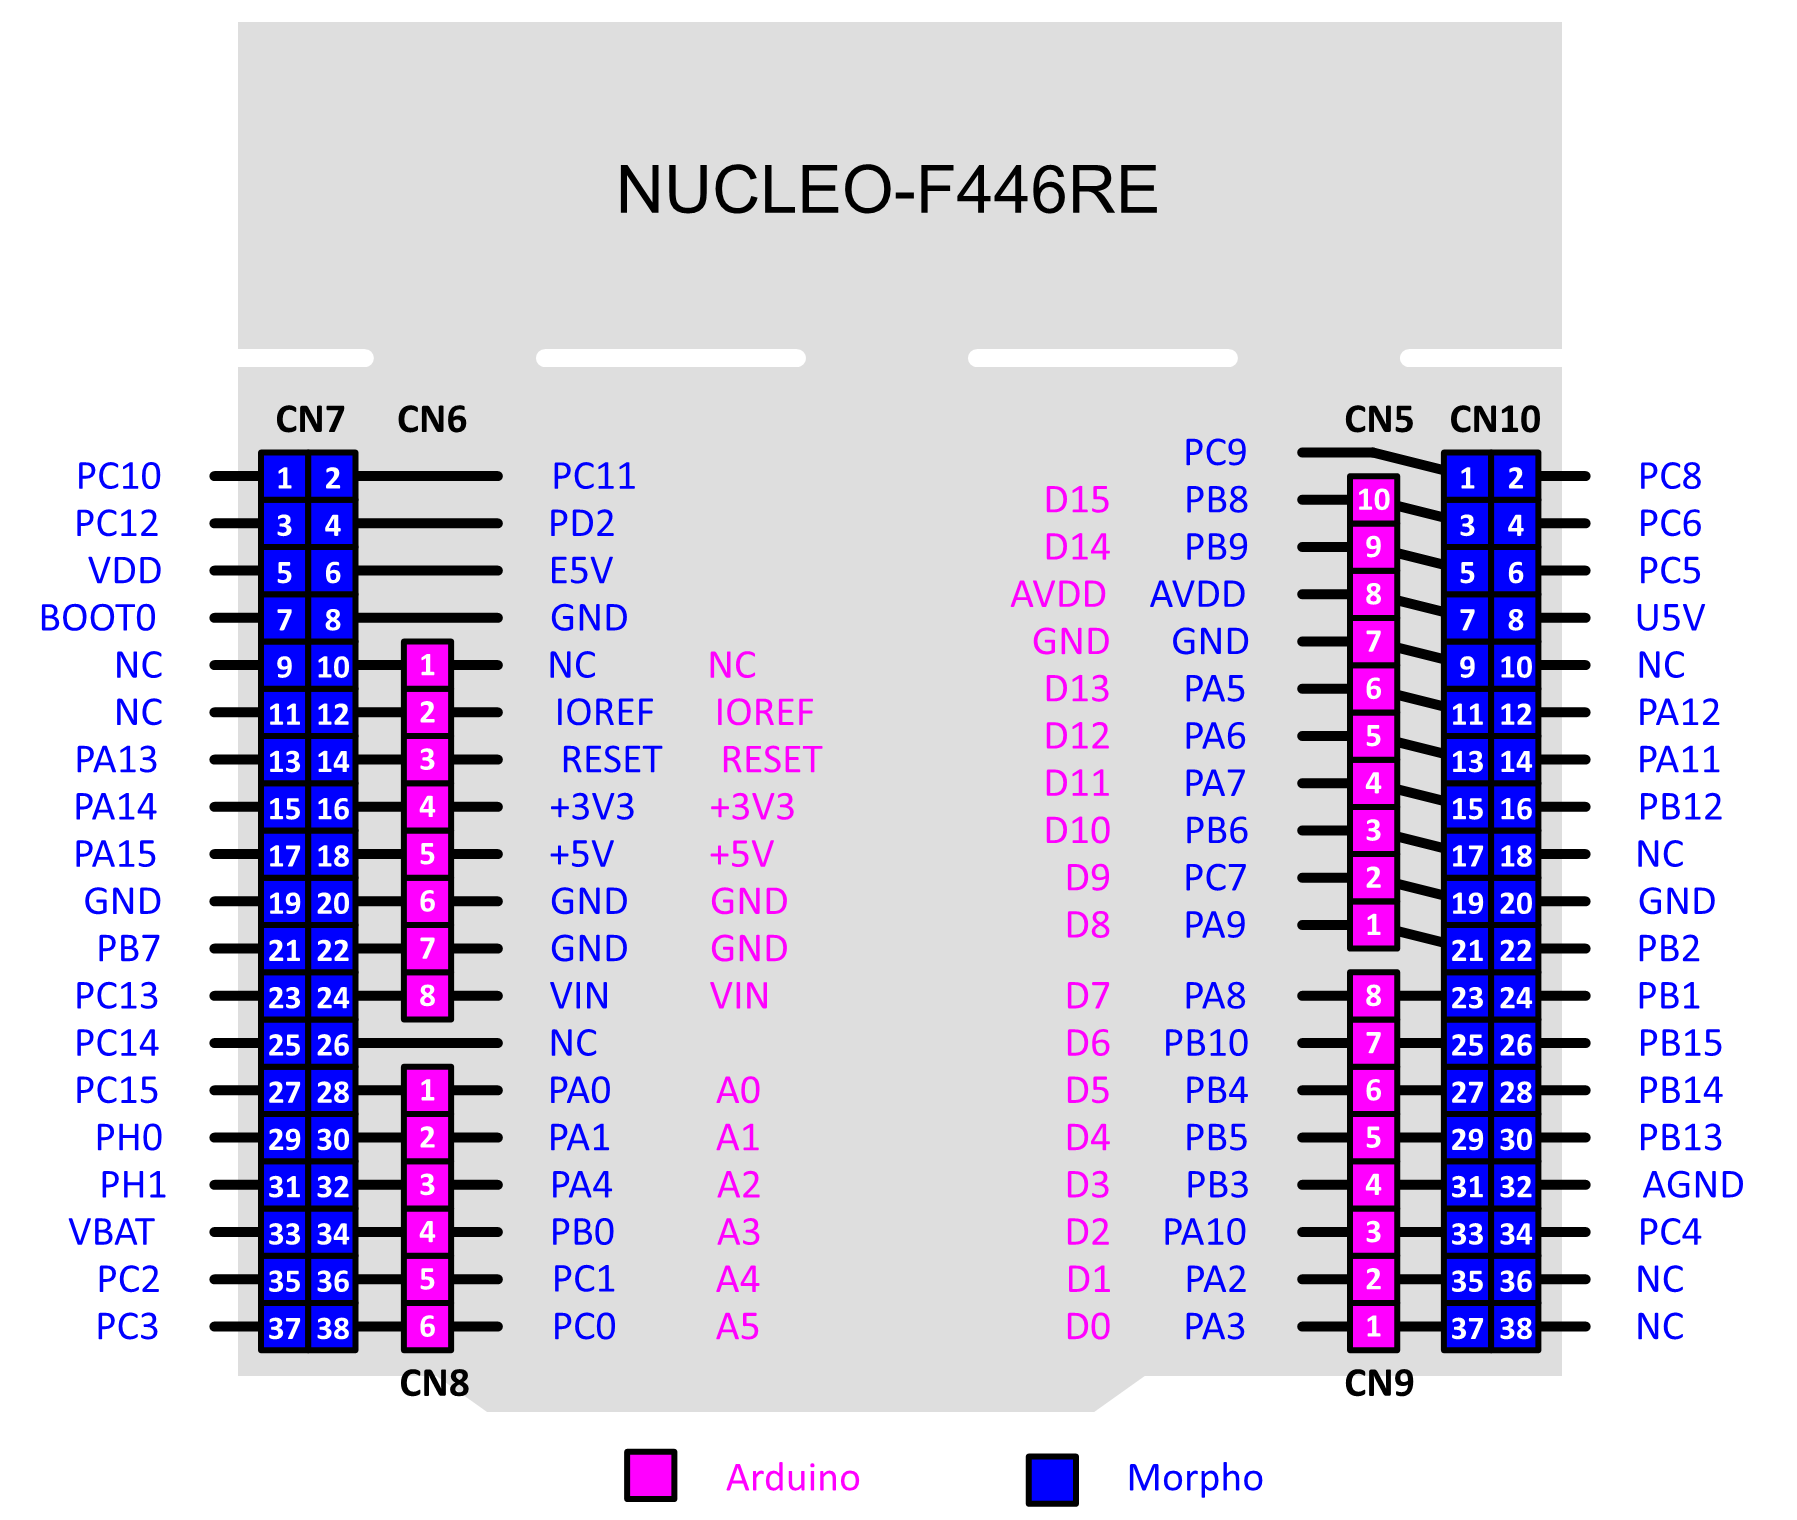 NUCLEO-F446RE
CN7 CN6 CN5 CN10
PC9
PC10 1 2 PC11 1 2 PC8
D15 PB8 10
PC12 3 4 PD2 3 4 PC6
D14 PB9 9
VDD 5 6 E5V 5 6 PC5
AVDD AVDD 8
BOOT0 7 8 GND 7 8 U5V
GND GND 7
NC 9 10 1 NC NC 9 10 NC
D13 PA5 6
NC 11 12 2 IOREF IOREF 11 12 PA12
D12 PA6 5
PA13 13 14 3 RESET RESET 13 14 PA11
D11 PA7 4
PA14 15 16 4 +3V3 +3V3 15 16 PB12
D10 PB6 3
PA15 17 18 5 +5V +5V 17 18 NC
D9 PC7 2
GND 19 20 6 GND GND 19 20 GND
D8 PA9 1
PB7 21 22 7 GND GND 21 22 PB2
PC13 23 24 8 VIN VIN D7 PA8 8 23 24 PB1
PC14 25 26 NC D6 PB10 7 25 26 PB15
PC15 27 28 1 PA0 A0 D5 PB4 6 27 28 PB14
PH0 29 30 2 PA1 A1 D4 PB5 5 29 30 PB13
PH1 31 32 3 PA4 A2 D3 PB3 4 31 32 AGND
VBAT 33 34 4 PB0 A3 D2 PA10 3 33 34 PC4
PC2 35 36 5 PC1 A4 D1 PA2 2 35 36 NC
PC3 37 38 6 PC0 A5 D0 PA3 1 37 38 NC
CN8 CN9
Arduino Morpho